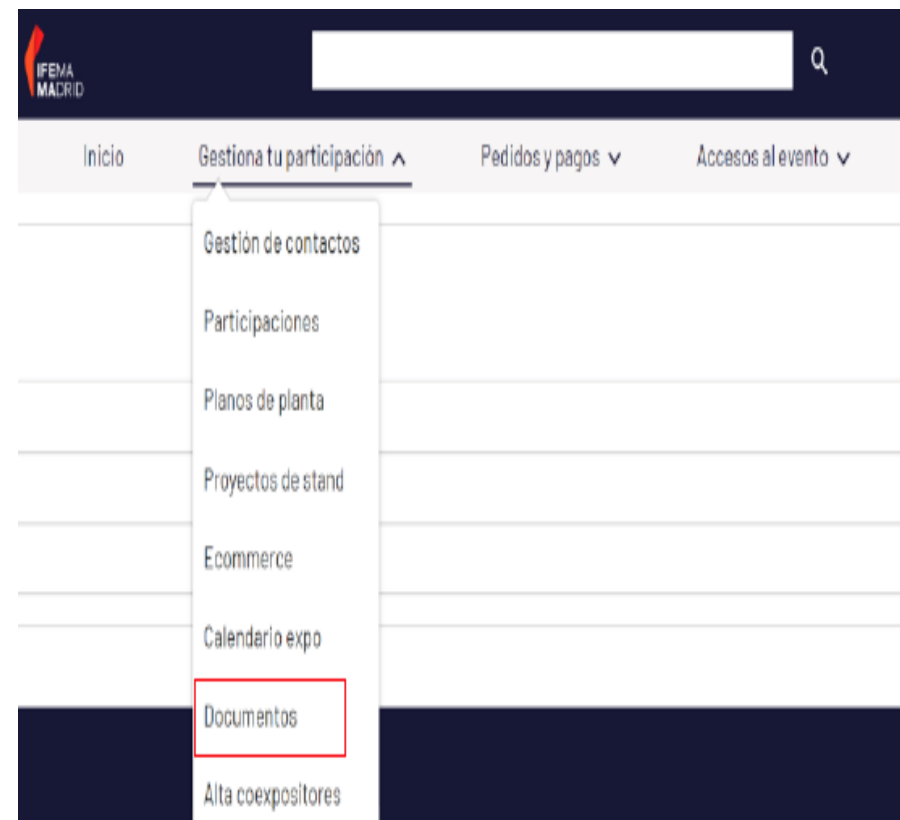 IFEMA
MADRID
Inicio Gestiona tu participación Pedidos y pagos Accesos al evento
Gestión de contactos
Participaciones
Planos de planta
Proyectos de stand
Ecommerce
Calendario expo
Documentos
Alta coexpositores